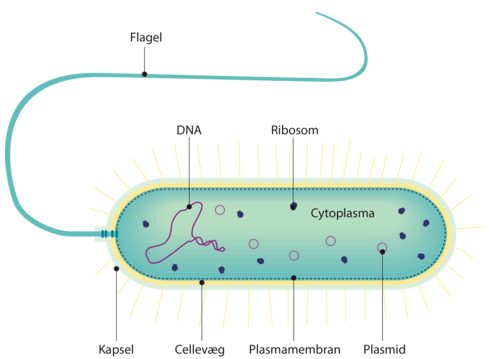 Flagel
DNA
Ribosom
Cytoplasma
Kapsel
Cellevæg
Plasmamembran
Plasmid